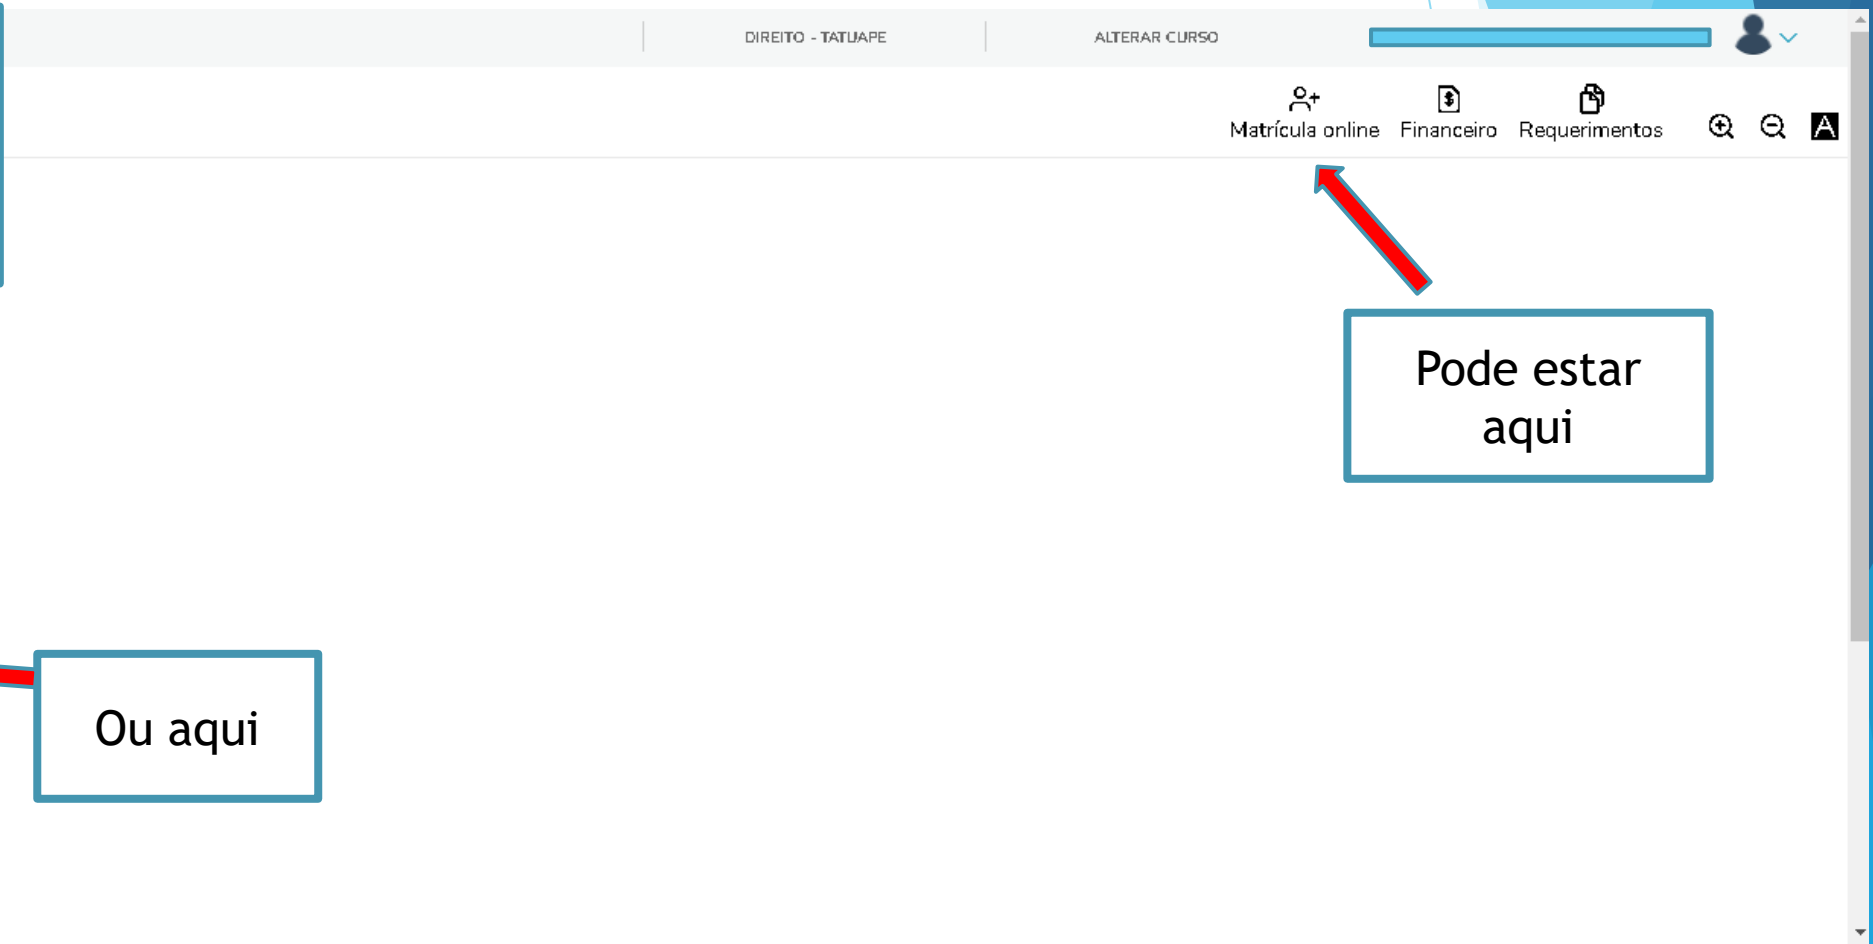 DIREITO - TATUAPE
ALTERAR CURSO
Matrícula online
Financeiro
Requerimentos
A
Pode estar
aqui
Ou aqui